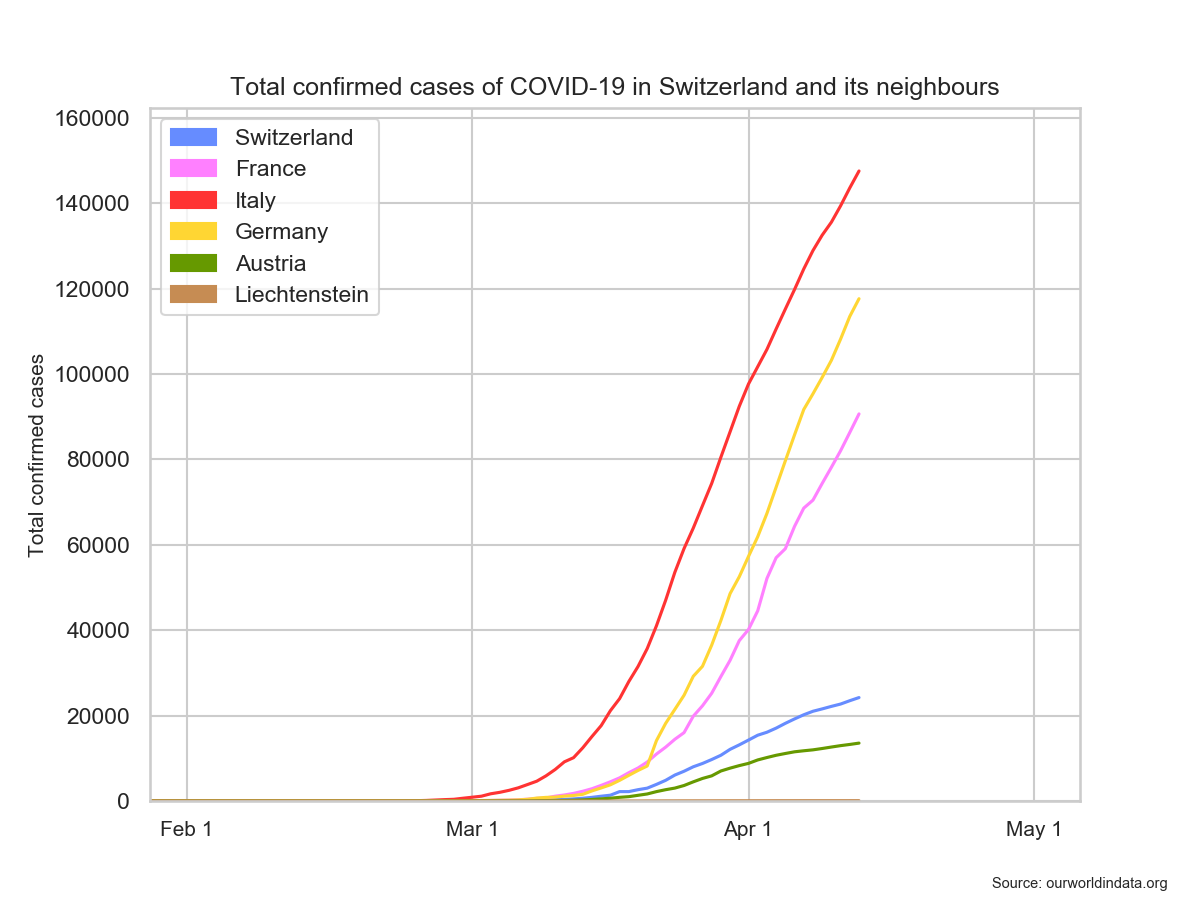 Total confirmed cases of COVID-19 in Switzerland and its neighbours
160000
140000
120000
100000
80000
60000
40000
20000
0
Total confirmed cases
Switzerland
France
Italy
Germany
Austria
Liechtenstein
Feb 1
Mar 1
Apr 1
May 1
Source: ourworldindata.org